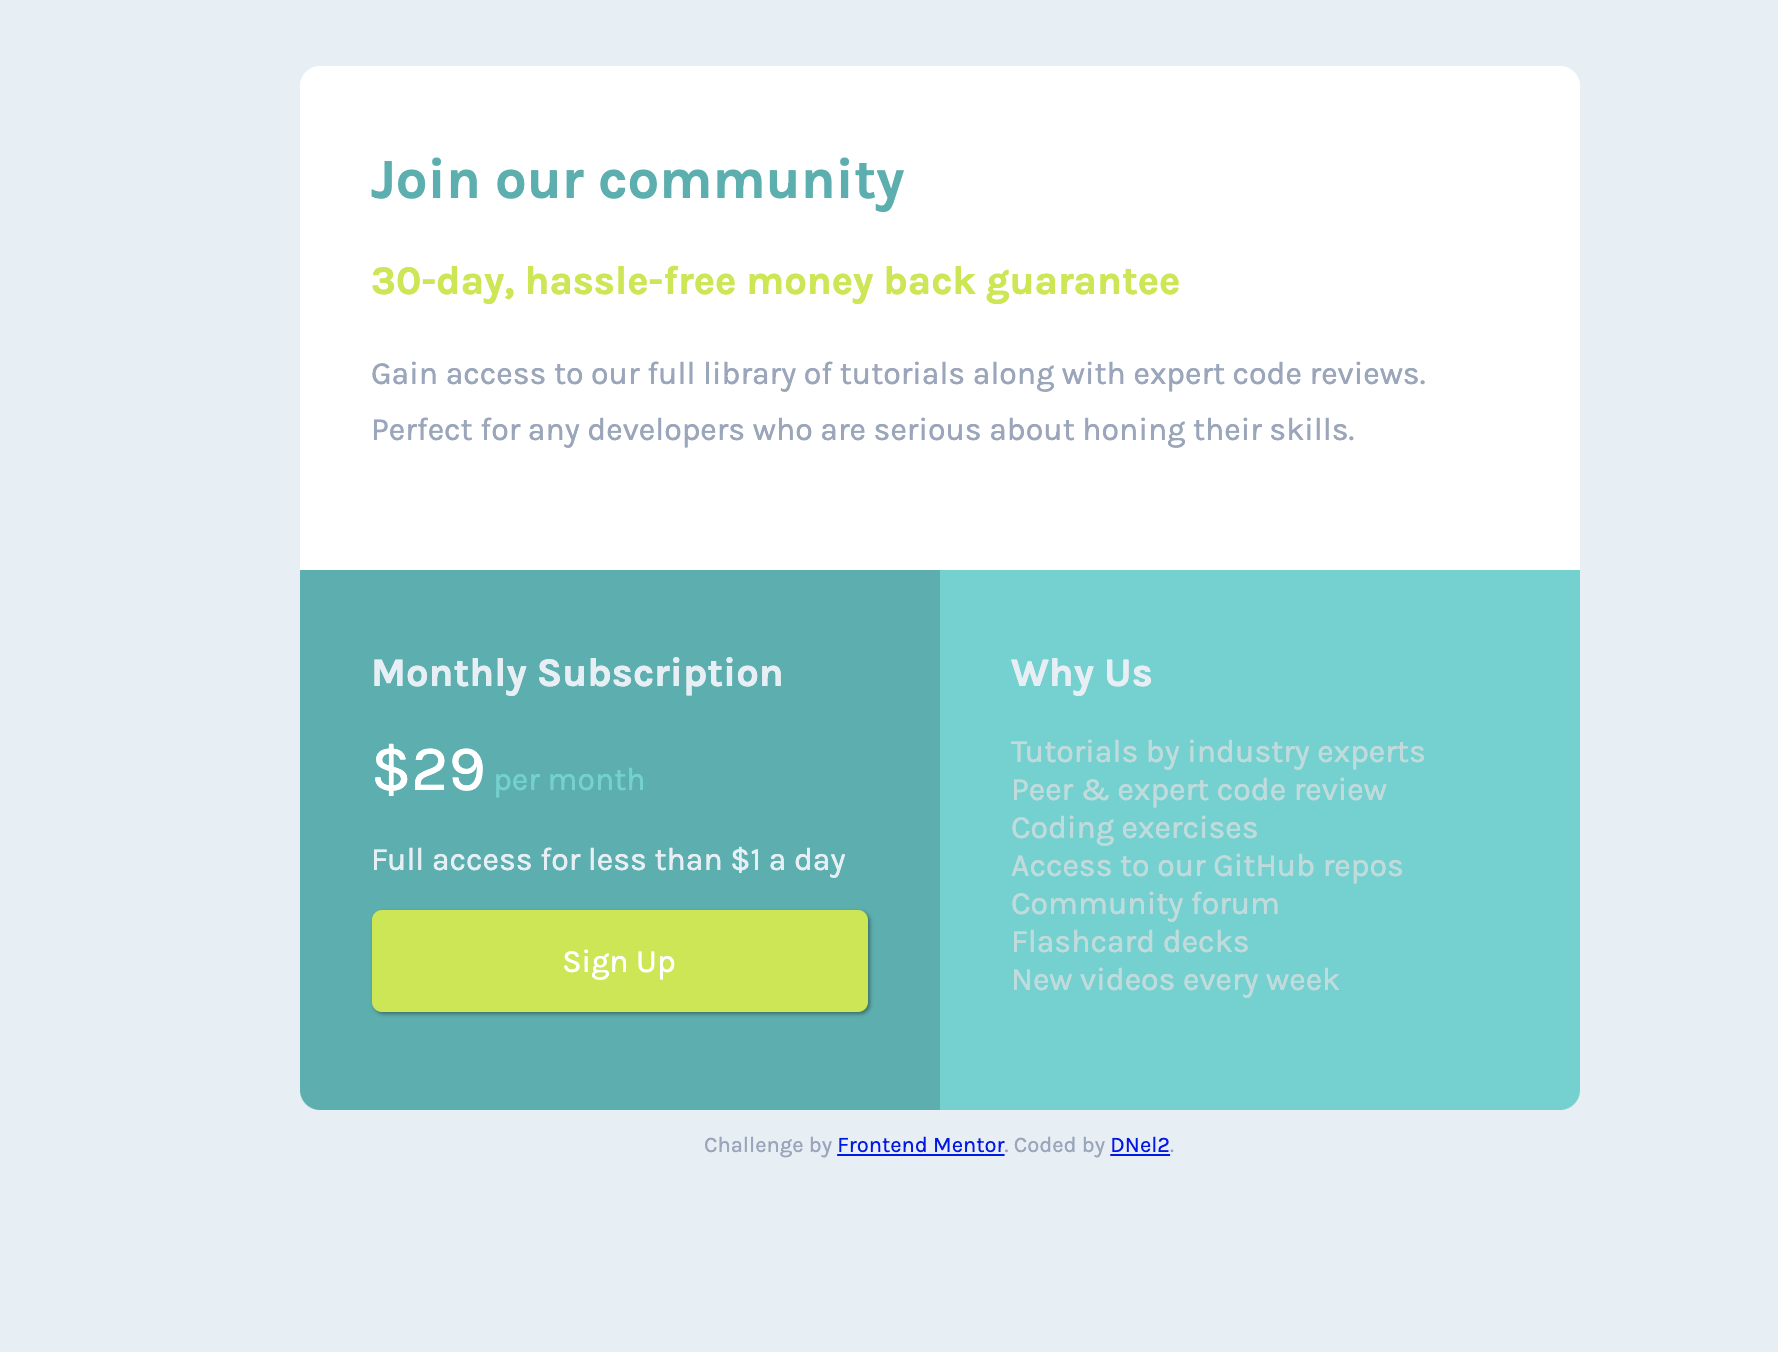 Join our community
30-day, hassle-free money back guarantee
Gain access to our full library of tutorials along with expert code reviews.
Perfect for any developers who are serious about honing their skills.
Monthly Subscription
$29 per month
Full access for less than $1 a day
Sign Up
Why Us
Tutorials by industry experts
Peer & expert code review
Coding exercises
Access to our GitHub repos
Community forum
Flashcard decks
New videos every week
Challenge by Frontend Mentor. Coded by DNel2.